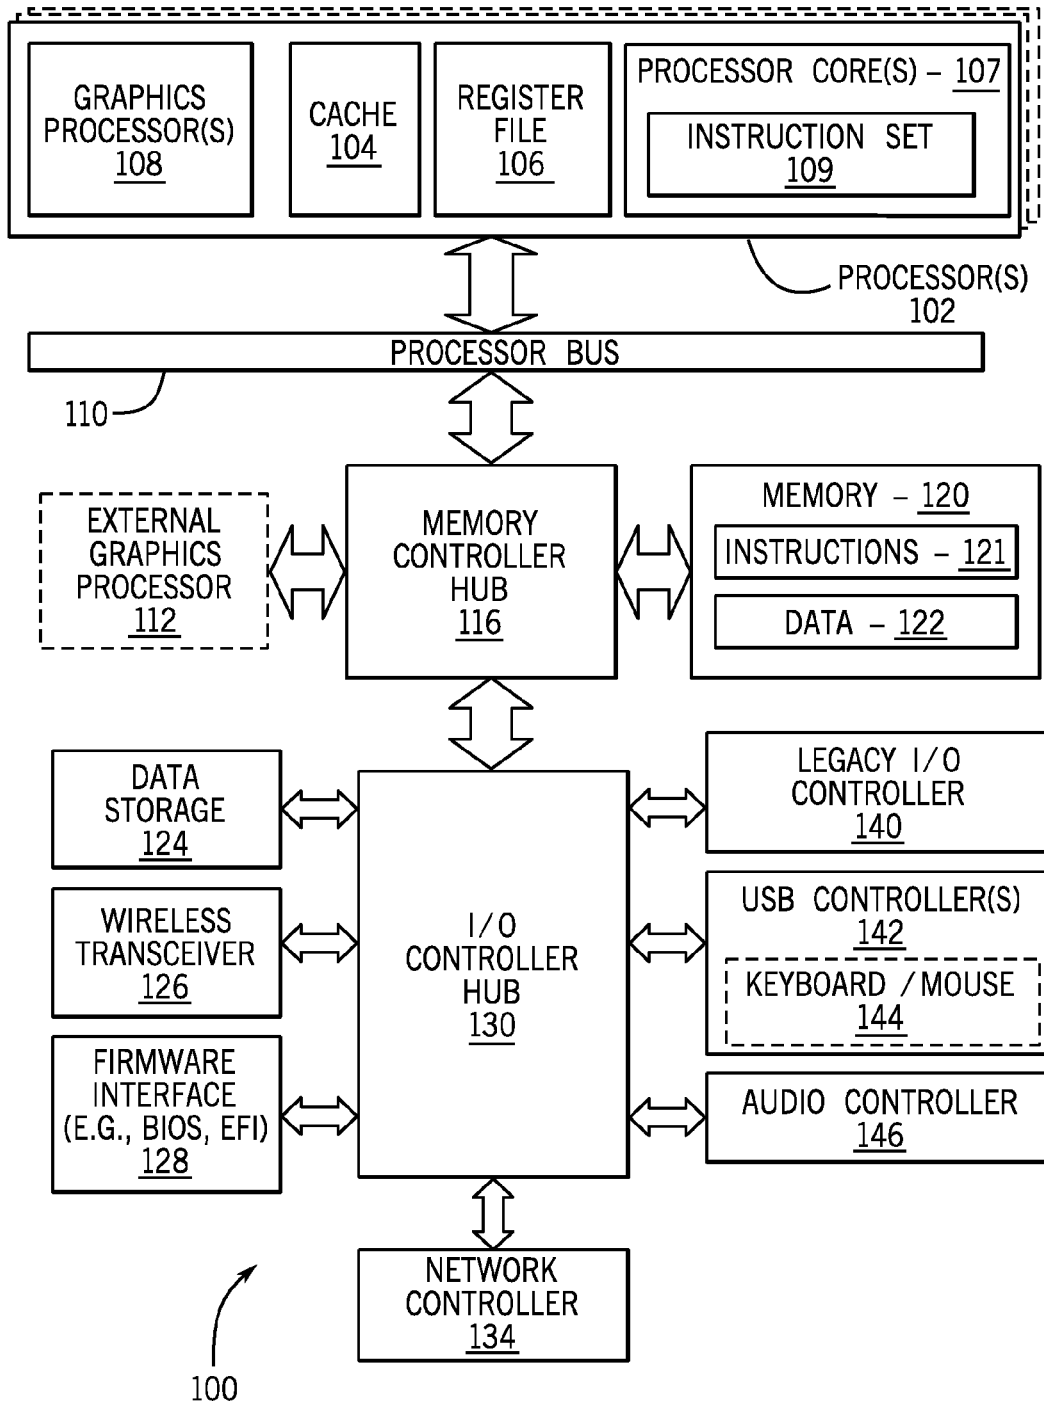 GRAPHICS
PROCESSOR(S)
108
CACHE
104
REGISTER
FILE
106
PROCESSOR CORE(S) - 107
INSTRUCTION SET
109
PROCESSOR(S)
102
PROCESSOR BUS
110
EXTERNAL
GRAPHICS
PROCESSOR
112
MEMORY
CONTROLLER
HUB
116
MEMORY - 120
INSTRUCTIONS - 121
DATA - 122
DATA
STORAGE
124
WIRELESS
TRANSCEIVER
126
FIRMWARE
INTERFACE
(E.G., BIOS, EFI)
128
I/O
CONTROLLER
HUB
130
LEGACY I/O
CONTROLLER
140
USB CONTROLLER(S)
142
KEYBOARD /MOUSE
144
AUDIO CONTROLLER
146
NETWORK
CONTROLLER
134
100